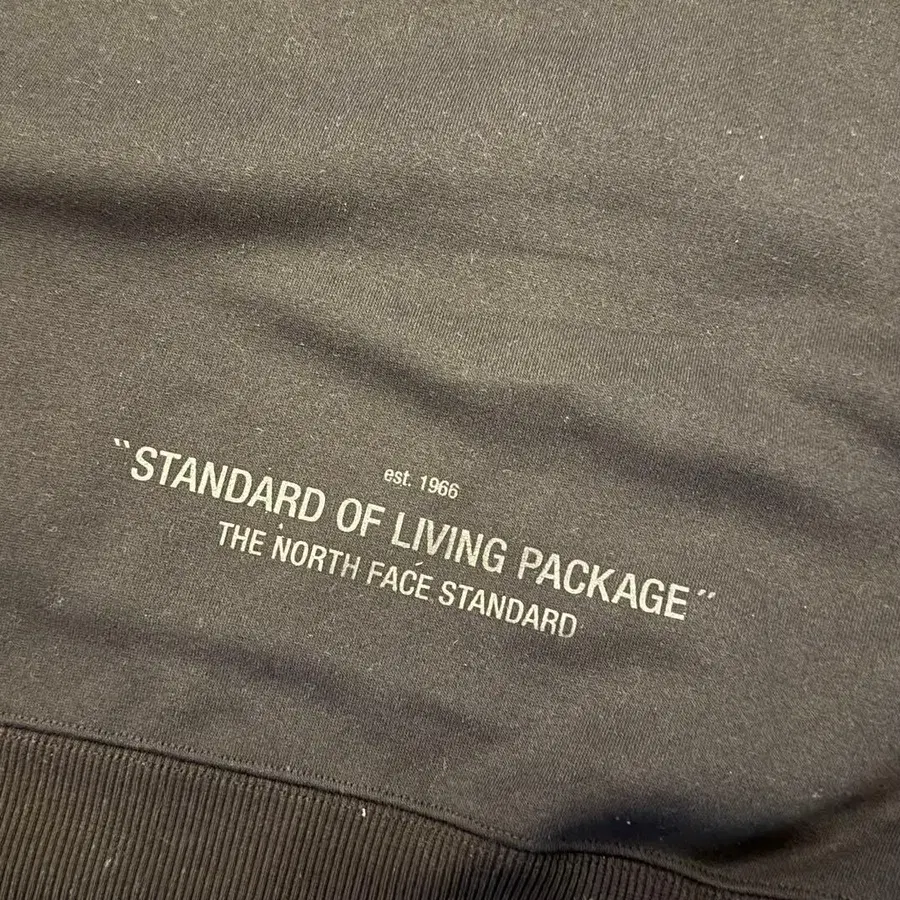 est. 1966
“STANDARD OF LIVING PACKAGE”
THE NORTH FACE STANDARD